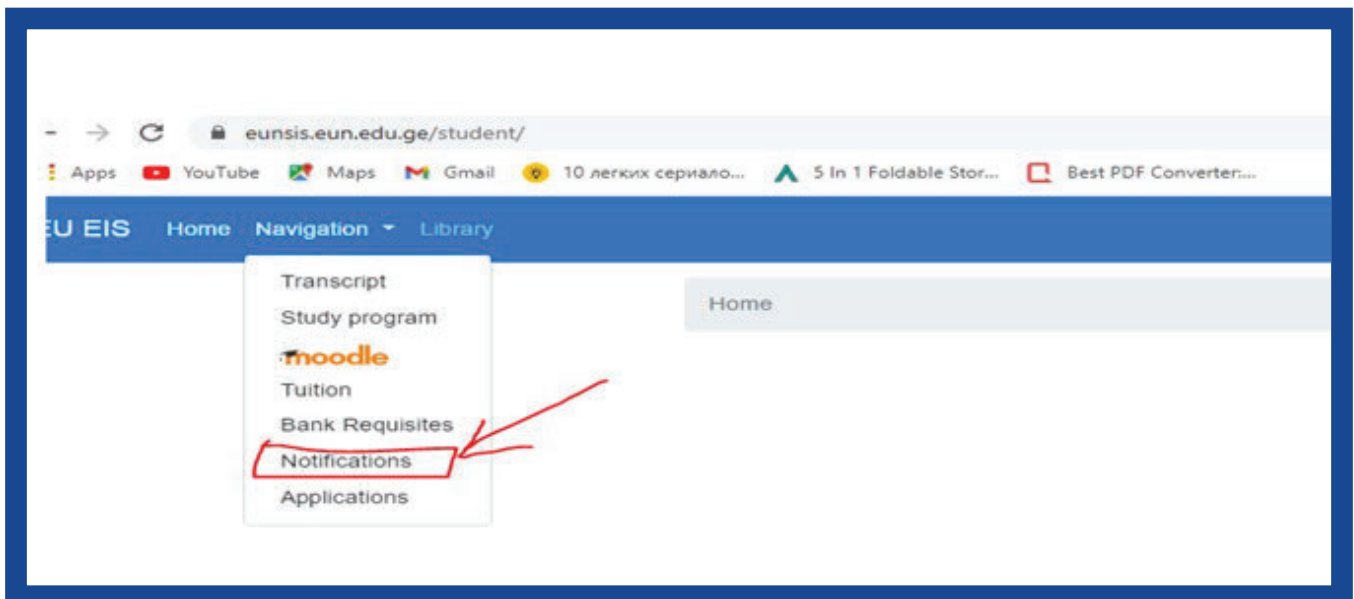 eunsis.eun.edu.ge/student/
Apps YouTube Maps Gmail 10 легких сериало... 5 In 1 Foldable Stor... Best PDF Converter:...
EU EIS Home Navigation Library
Transcript
Home
Study program
moodle
Tuition
Bank Requisites
Notifications
Applications